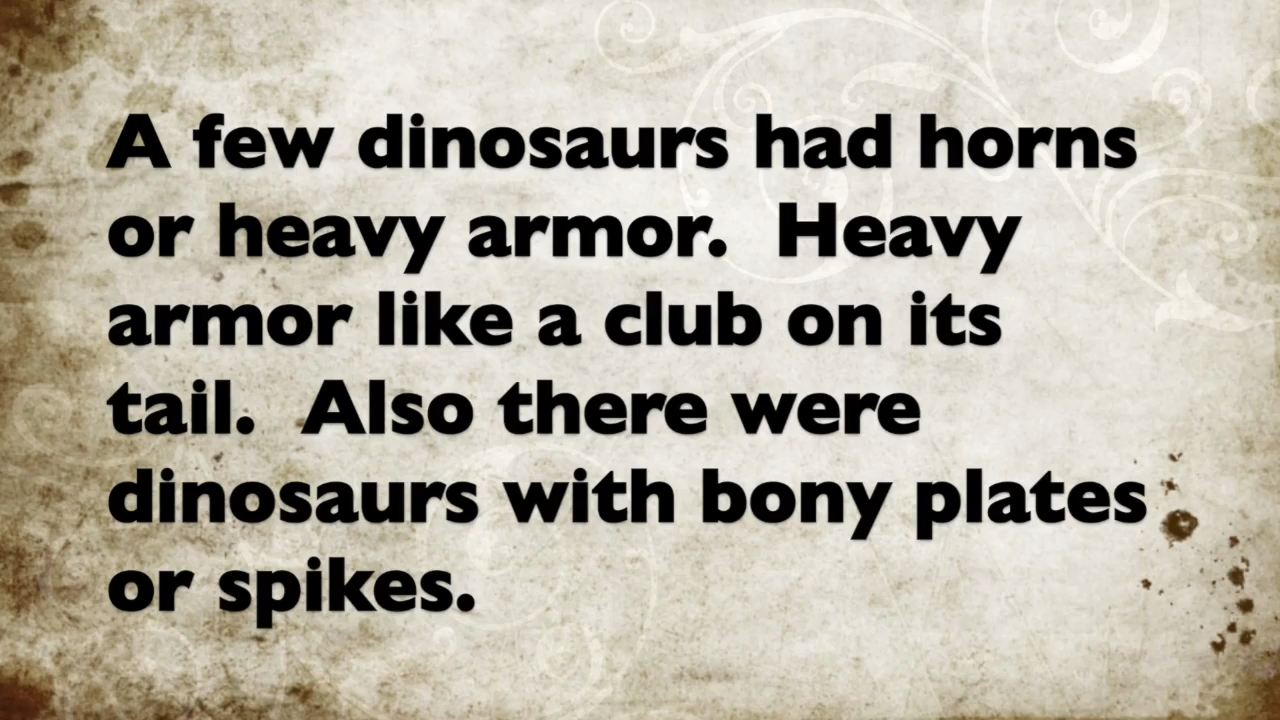 A few dinosaurs had horns
or heavy armor.  Heavy
armor like a club on its
tail.  Also there were
dinosaurs with bony plates
or spikes.